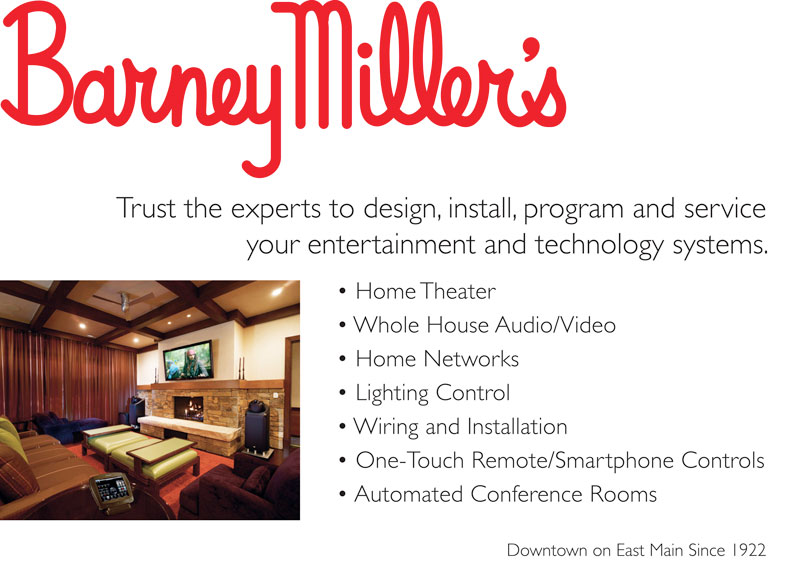 Barney Miller's
Trust the experts to design, install, program and service
your entertainment and technology systems.
• Home Theater
• Whole House Audio/Video
• Home Networks
• Lighting Control
• Wiring and Installation
• One-Touch Remote/Smartphone Controls
• Automated Conference Rooms
Downtown on East Main Since 1922